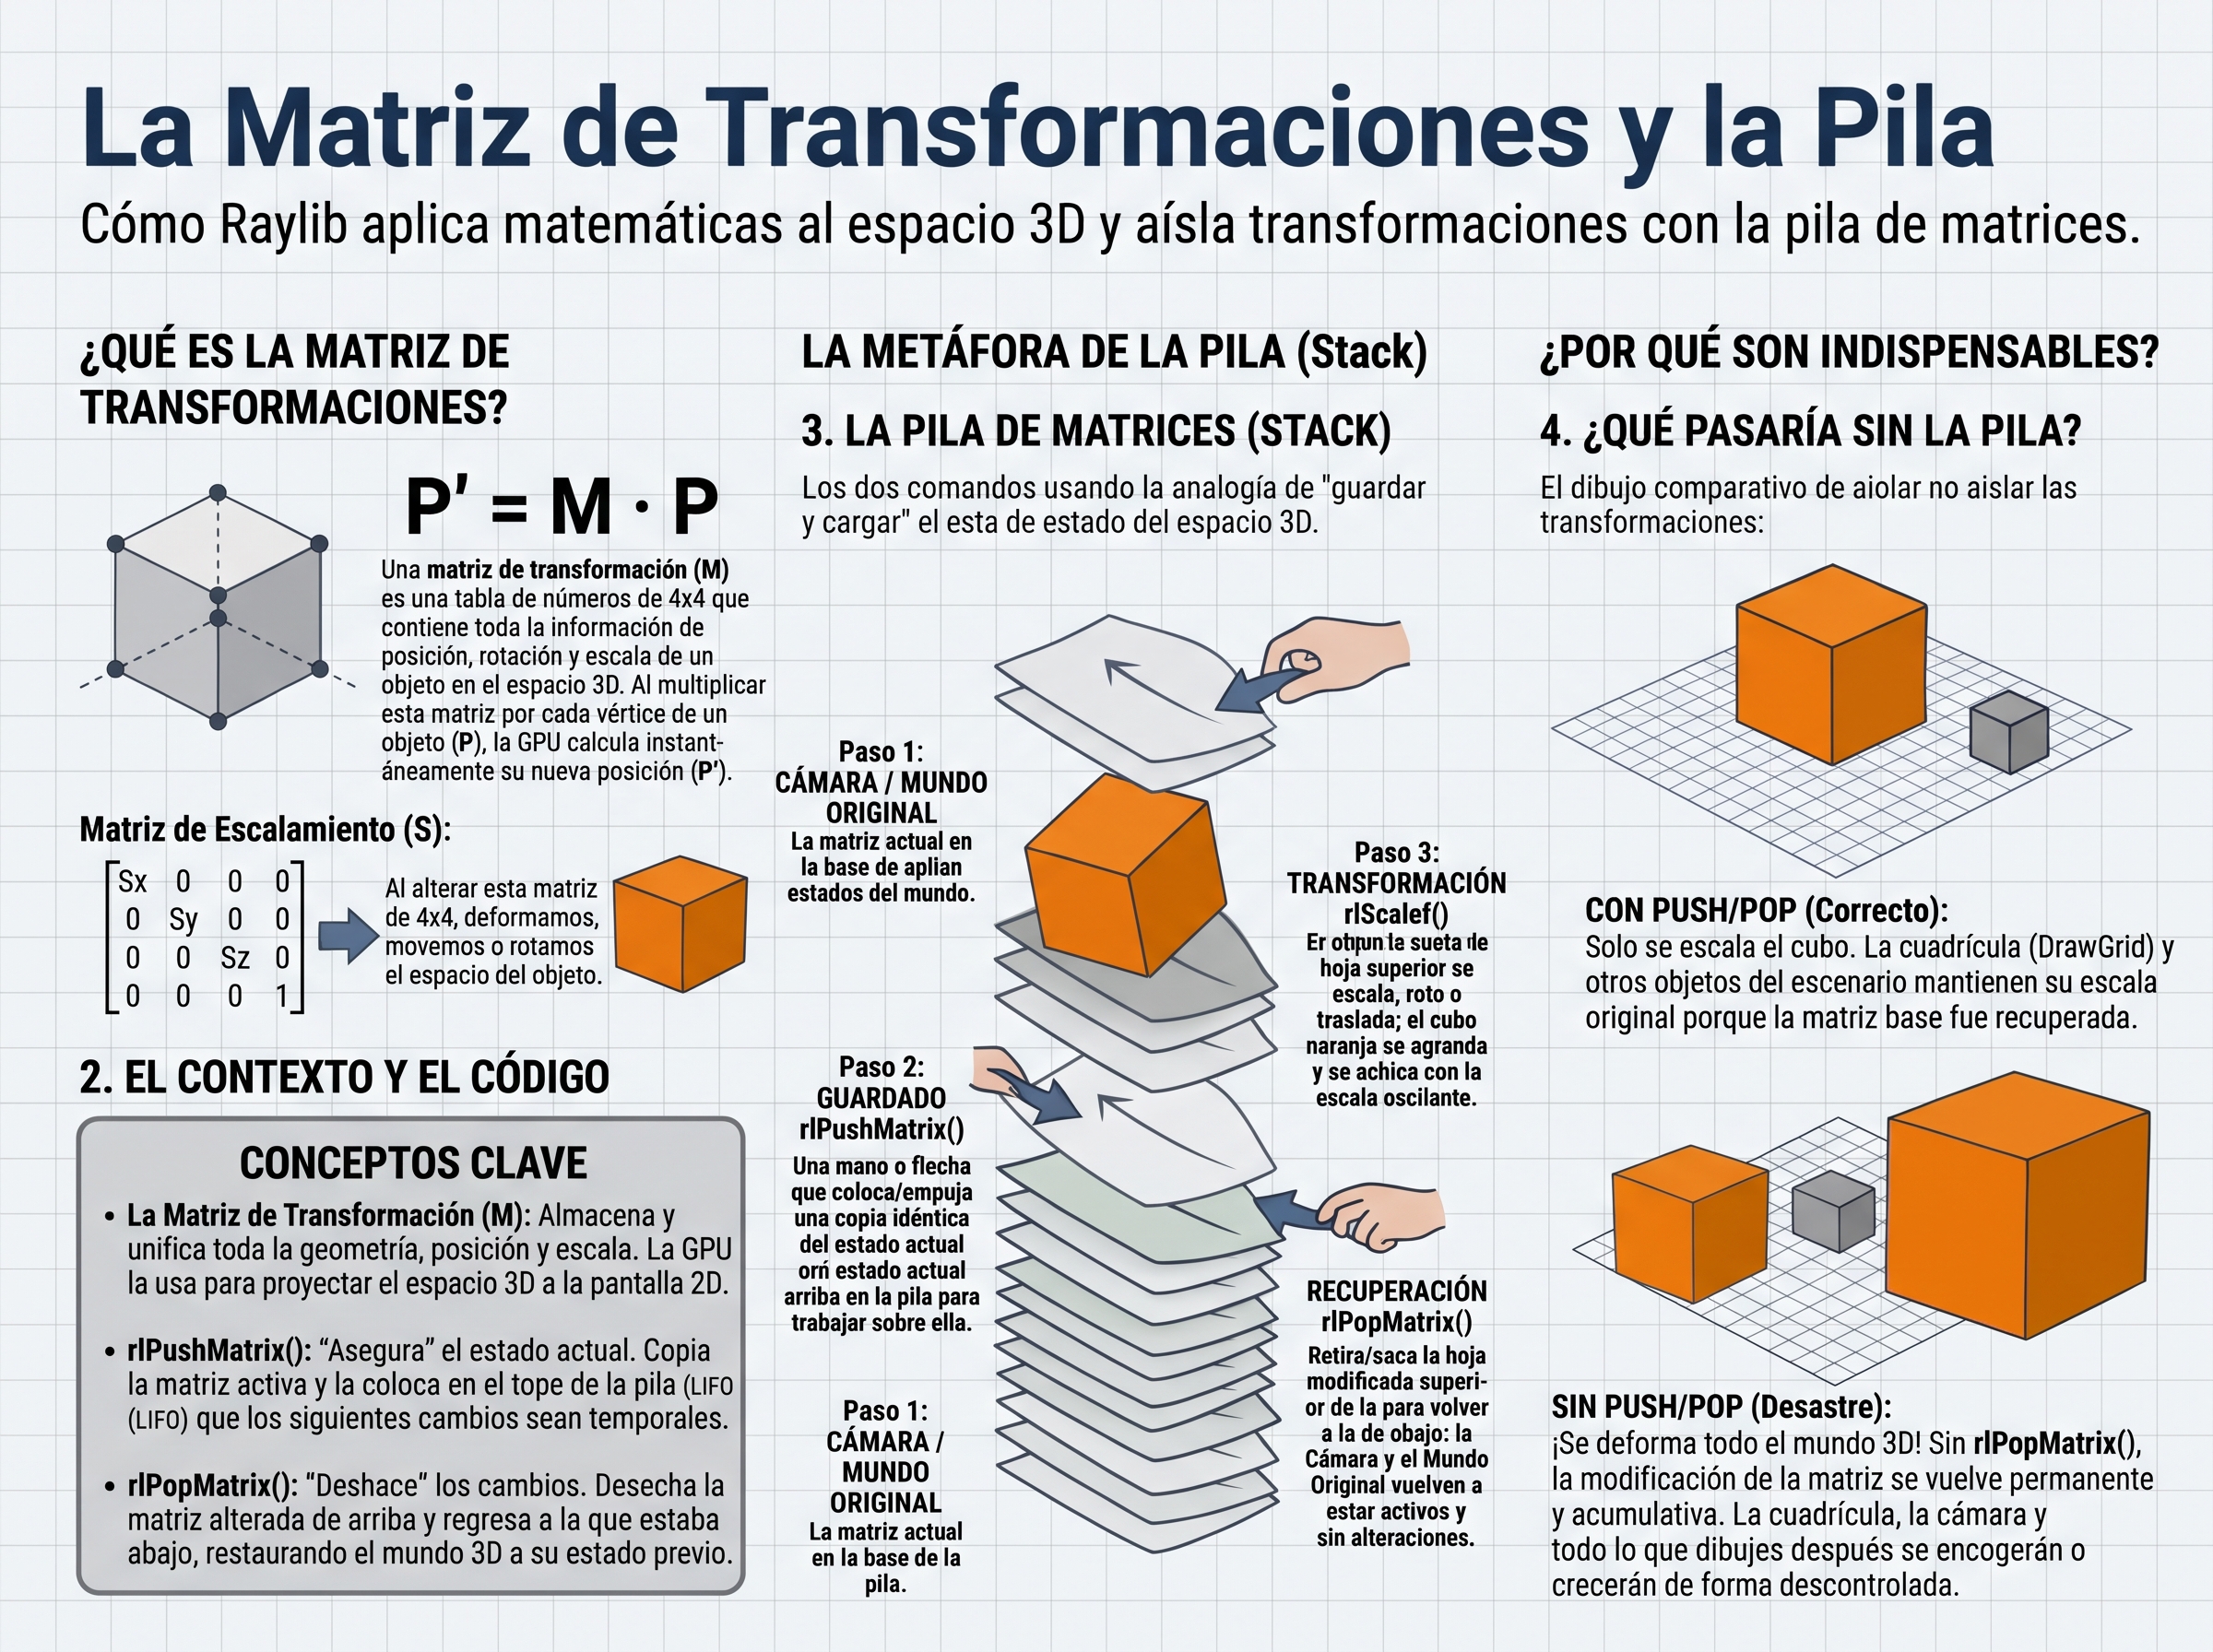 La Matriz de Transformaciones y la Pila
Cómo Raylib aplica matemáticas al espacio 3D y aísla transformaciones con la pila de matrices.
¿QUÉ ES LA MATRIZ DE
TRANSFORMACIONES?
P' = M · P
Una matriz de transformación (M)
es una tabla de números de 4x4 que
contiene toda la información de
posición, rotación y escala de un
objeto en el espacio 3D. Al multiplicar
esta matriz por cada vértice de un
objeto (P), la GPU calcula instant-
áneamente su nueva posición (P').
Matriz de Escalamiento (S):
Sx 0 0 0
0 Sy 0 0
0 0 Sz 0
0 0 0 1
Al alterar esta matriz
de 4x4, deformamos,
movemos o rotamos
el espacio del objeto.
2. EL CONTEXTO Y EL CÓDIGO
CONCEPTOS CLAVE
• La Matriz de Transformación (M): Almacena y
unifica toda la geometría, posición y escala. La GPU
la usa para proyectar el espacio 3D a la pantalla 2D.
• rlPushMatrix(): “Asegura” el estado actual. Copia
la matriz activa y la coloca en el tope de la pila (LIFO
(LIFO) que los siguientes cambios sean temporales.
• rlPopMatrix(): “Deshace“ los cambios. Desecha la
matriz alterada de arriba y regresa a la que estaba
abajo, restaurando el mundo 3D a su estado previo.
LA METÁFORA DE LA PILA (Stack)
3. LA PILA DE MATRICES (STACK)
Los dos comandos usando la analogía de "guardar
y cargar" el esta de estado del espacio 3D.
Paso 1:
CÁMARA / MUNDO
ORIGINAL
La matriz actual en
la base de aplian
estados del mundo.
Paso 2:
GUARDADO
rlPushMatrix()
Una mano o flecha
que coloca/empuja
una copia idéntica
del estado actual
orń estado actual
arriba en la pila para
trabajar sobre ella.
Paso 1:
CÁMARA /
MUNDO
ORIGINAL
La matriz actual
en la base de la
pila.
Paso 3:
TRANSFORMACIÓN
rlScalef()
Er la sueta de
hoja superior se
escala, roto o
traslada; el cubo
naranja se agranda
y se achica con la
escala oscilante.
RECUPERACIÓN
rlPopMatrix()
Retira/saca la hoja
modificada superi-
or de la para volver
a la de obajo: la
Cámara y el Mundo
Original vuelven a
estar activos y
sin alteraciones.
¿POR QUÉ SON INDISPENSABLES?
4. ¿QUÉ PASARÍA SIN LA PILA?
El dibujo comparativo de aiolar no aislar las
transformaciones:
CON PUSH/POP (Correcto):
Solo se escala el cubo. La cuadrícula (DrawGrid) y
otros objetos del escenario mantienen su escala
original porque la matriz base fue recuperada.
SIN PUSH/POP (Desastre):
¡Se deforma todo el mundo 3D! Sin rlPopMatrix(),
la modificación de la matriz se vuelve permanente
y acumulativa. La cuadrícula, la cámara y
todo lo que dibujes después se encogerán o
crecerán de forma descontrolada.